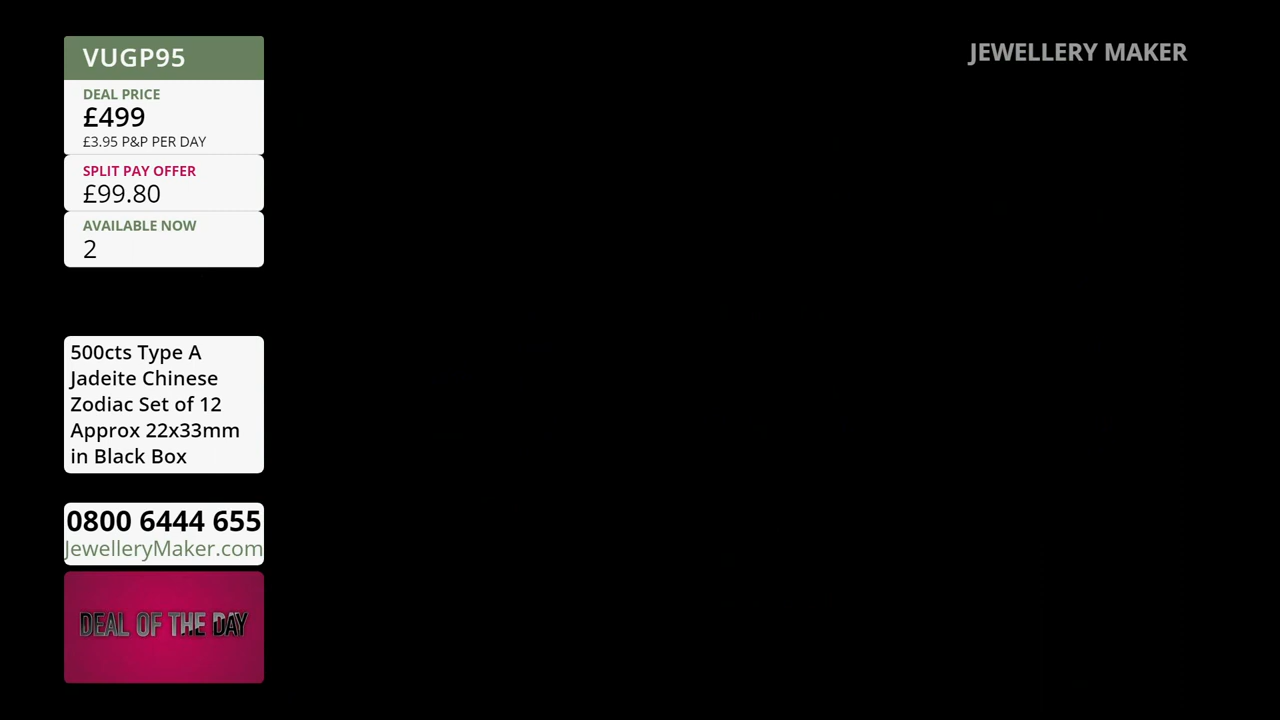 VUGP95
DEAL PRICE
£499
£3.95 P&P PER DAY
SPLIT PAY OFFER
£99.80
AVAILABLE NOW
2
500cts Type A
Jadeite Chinese
Zodiac Set of 12
Approx 22x33mm
in Black Box
0800 6444 655
JewelleryMaker.com
DEAL OF THE DAY
JEWELLERY MAKER